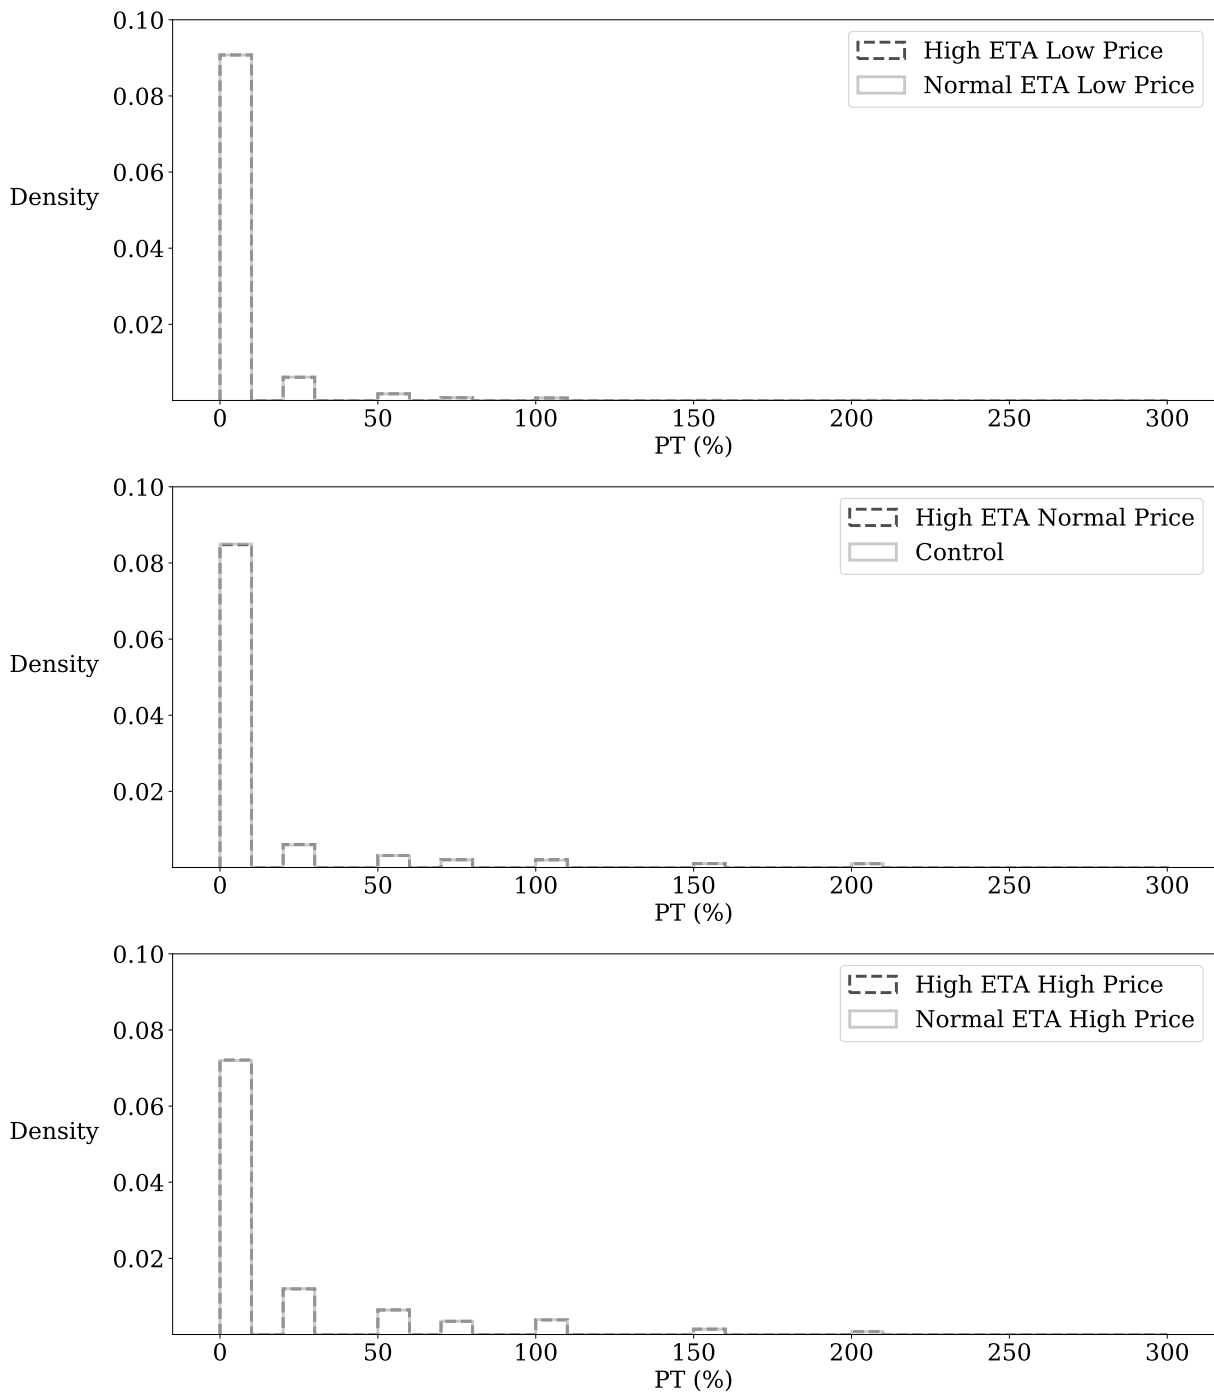 0.10
High ETA Low Price
Normal ETA Low Price
0.08
0.06
Density
0.04
0.02
0 50 100 150 200 250 300
PT (%)
0.10
High ETA Normal Price
Control
0.08
0.06
Density
0.04
0.02
0 50 100 150 200 250 300
PT (%)
0.10
High ETA High Price
Normal ETA High Price
0.08
0.06
Density
0.04
0.02
0 50 100 150 200 250 300
PT (%)